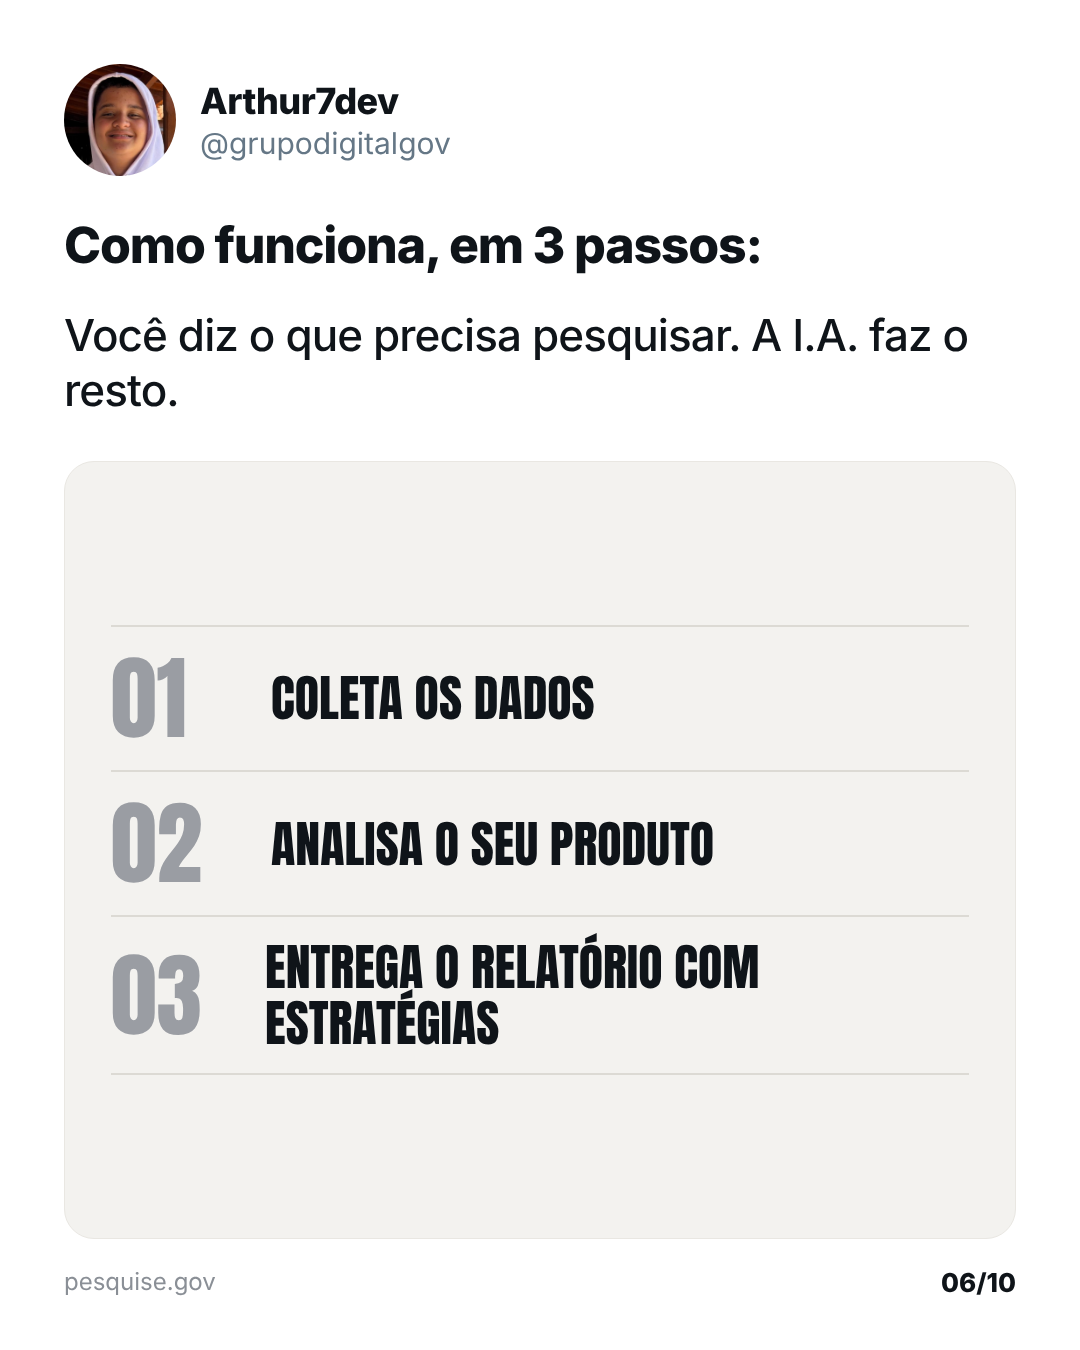 Arthur7dev
@grupodigitalgov
Como funciona, em 3 passos:
Você diz o que precisa pesquisar. A I.A. faz o
resto.
01 COLETA OS DADOS
02 ANALISA O SEU PRODUTO
03 ENTREGA O RELATÓRIO COM
ESTRATÉGIAS
pesquise.gov 06/10